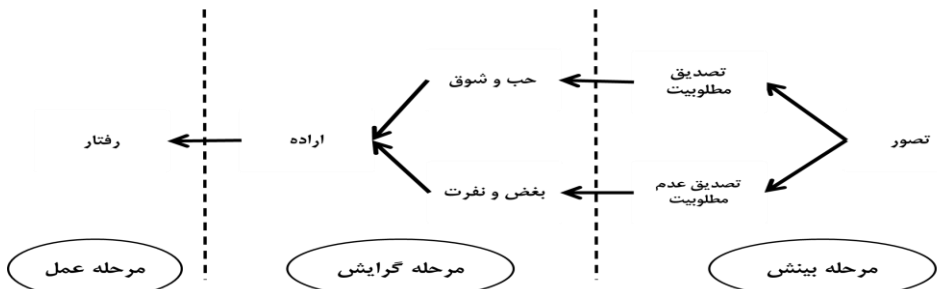 تصور
تصدیق
مطلوبیت
تصدیق عدم
مطلوبیت
حب و شوق
بغض و نفرت
اراده
رفتار
مرحله بینش
مرحله گرایش
مرحله عمل